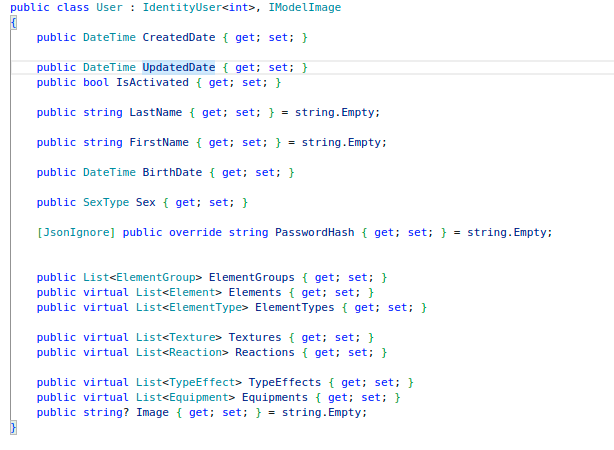 public class User : IdentityUser<int>, IModelImage
{
public DateTime CreatedDate { get; set; }
public DateTime UpdatedDate { get; set; }
public bool IsActivated { get; set; }
public string LastName { get; set; } = string.Empty;
public string FirstName { get; set; } = string.Empty;
public DateTime BirthDate { get; set; }
public SexType Sex { get; set; }
[JsonIgnore] public override string PasswordHash { get; set; } = string.Empty;
public List<ElementGroup> ElementGroups { get; set; }
public virtual List<Element> Elements { get; set; }
public virtual List<ElementType> ElementTypes { get; set; }
public virtual List<Texture> Textures { get; set; }
public virtual List<Reaction> Reactions { get; set; }
public virtual List<TypeEffect> TypeEffects { get; set; }
public virtual List<Equipment> Equipments { get; set; }
public string? Image { get; set; } = string.Empty;
}